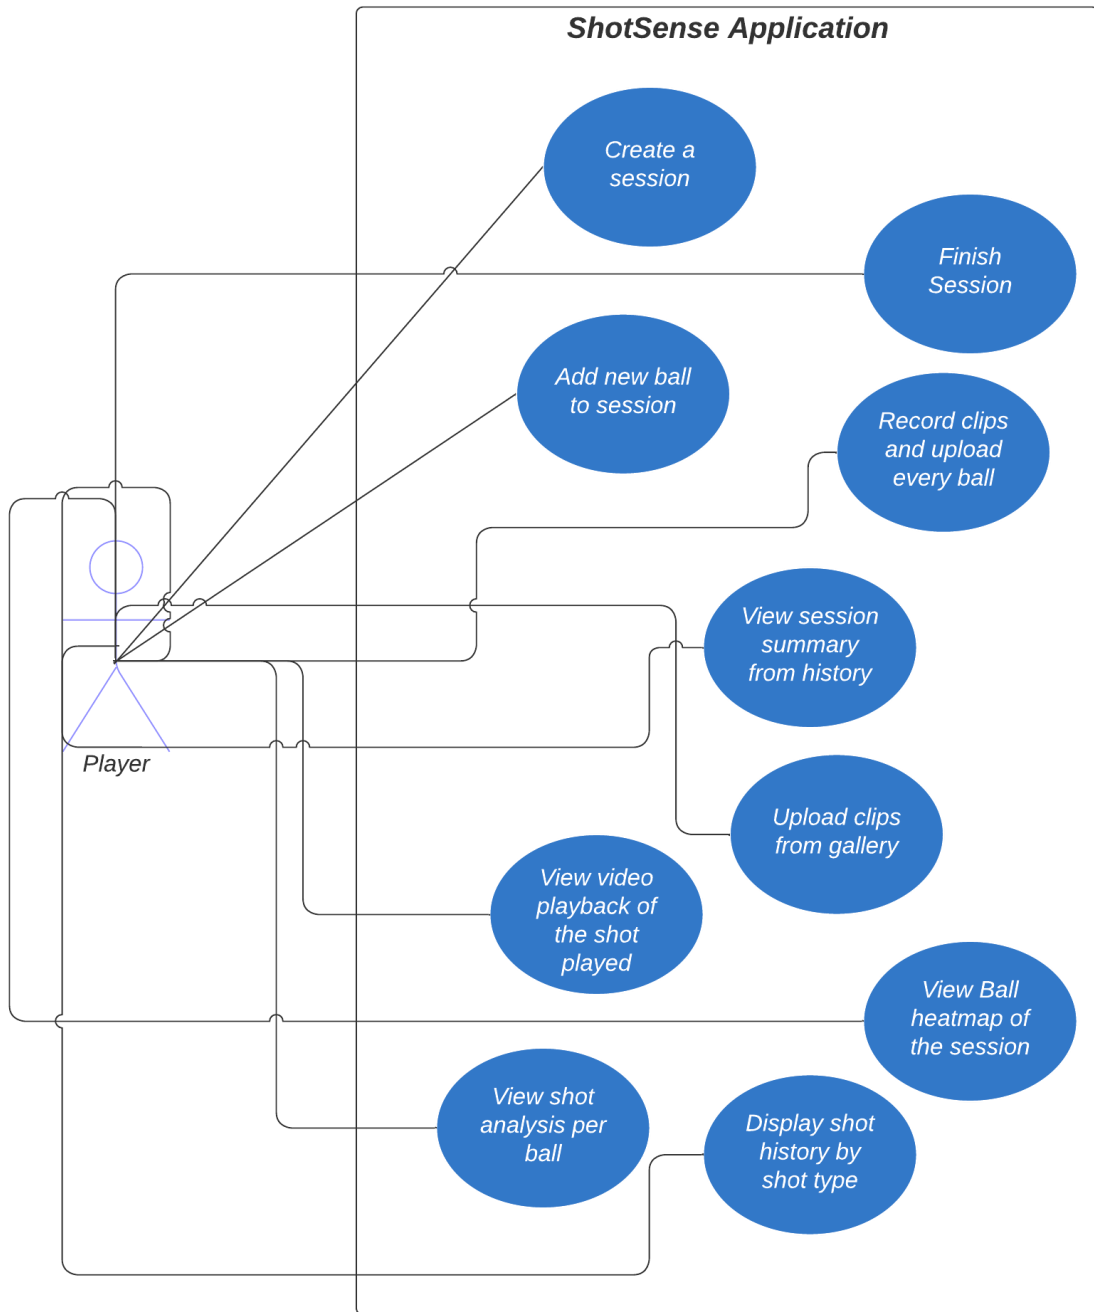 ShotSense Application
Create a
session
Finish
Session
Add new ball
to session
Record clips
and upload
every ball
View session
summary
from history
Player
Upload clips
from gallery
View video
playback of
the shot
played
View Ball
heatmap of
the session
View shot
analysis per
ball
Display shot
history by
shot type